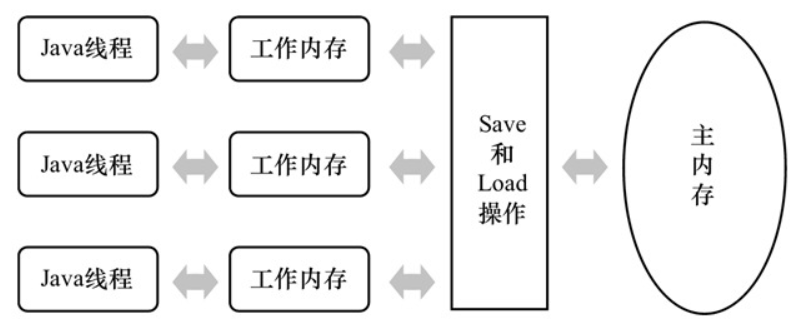 Java线程
工作内存
Java线程
工作内存
Java线程
工作内存
Save
和
Load
操作
主
内
存